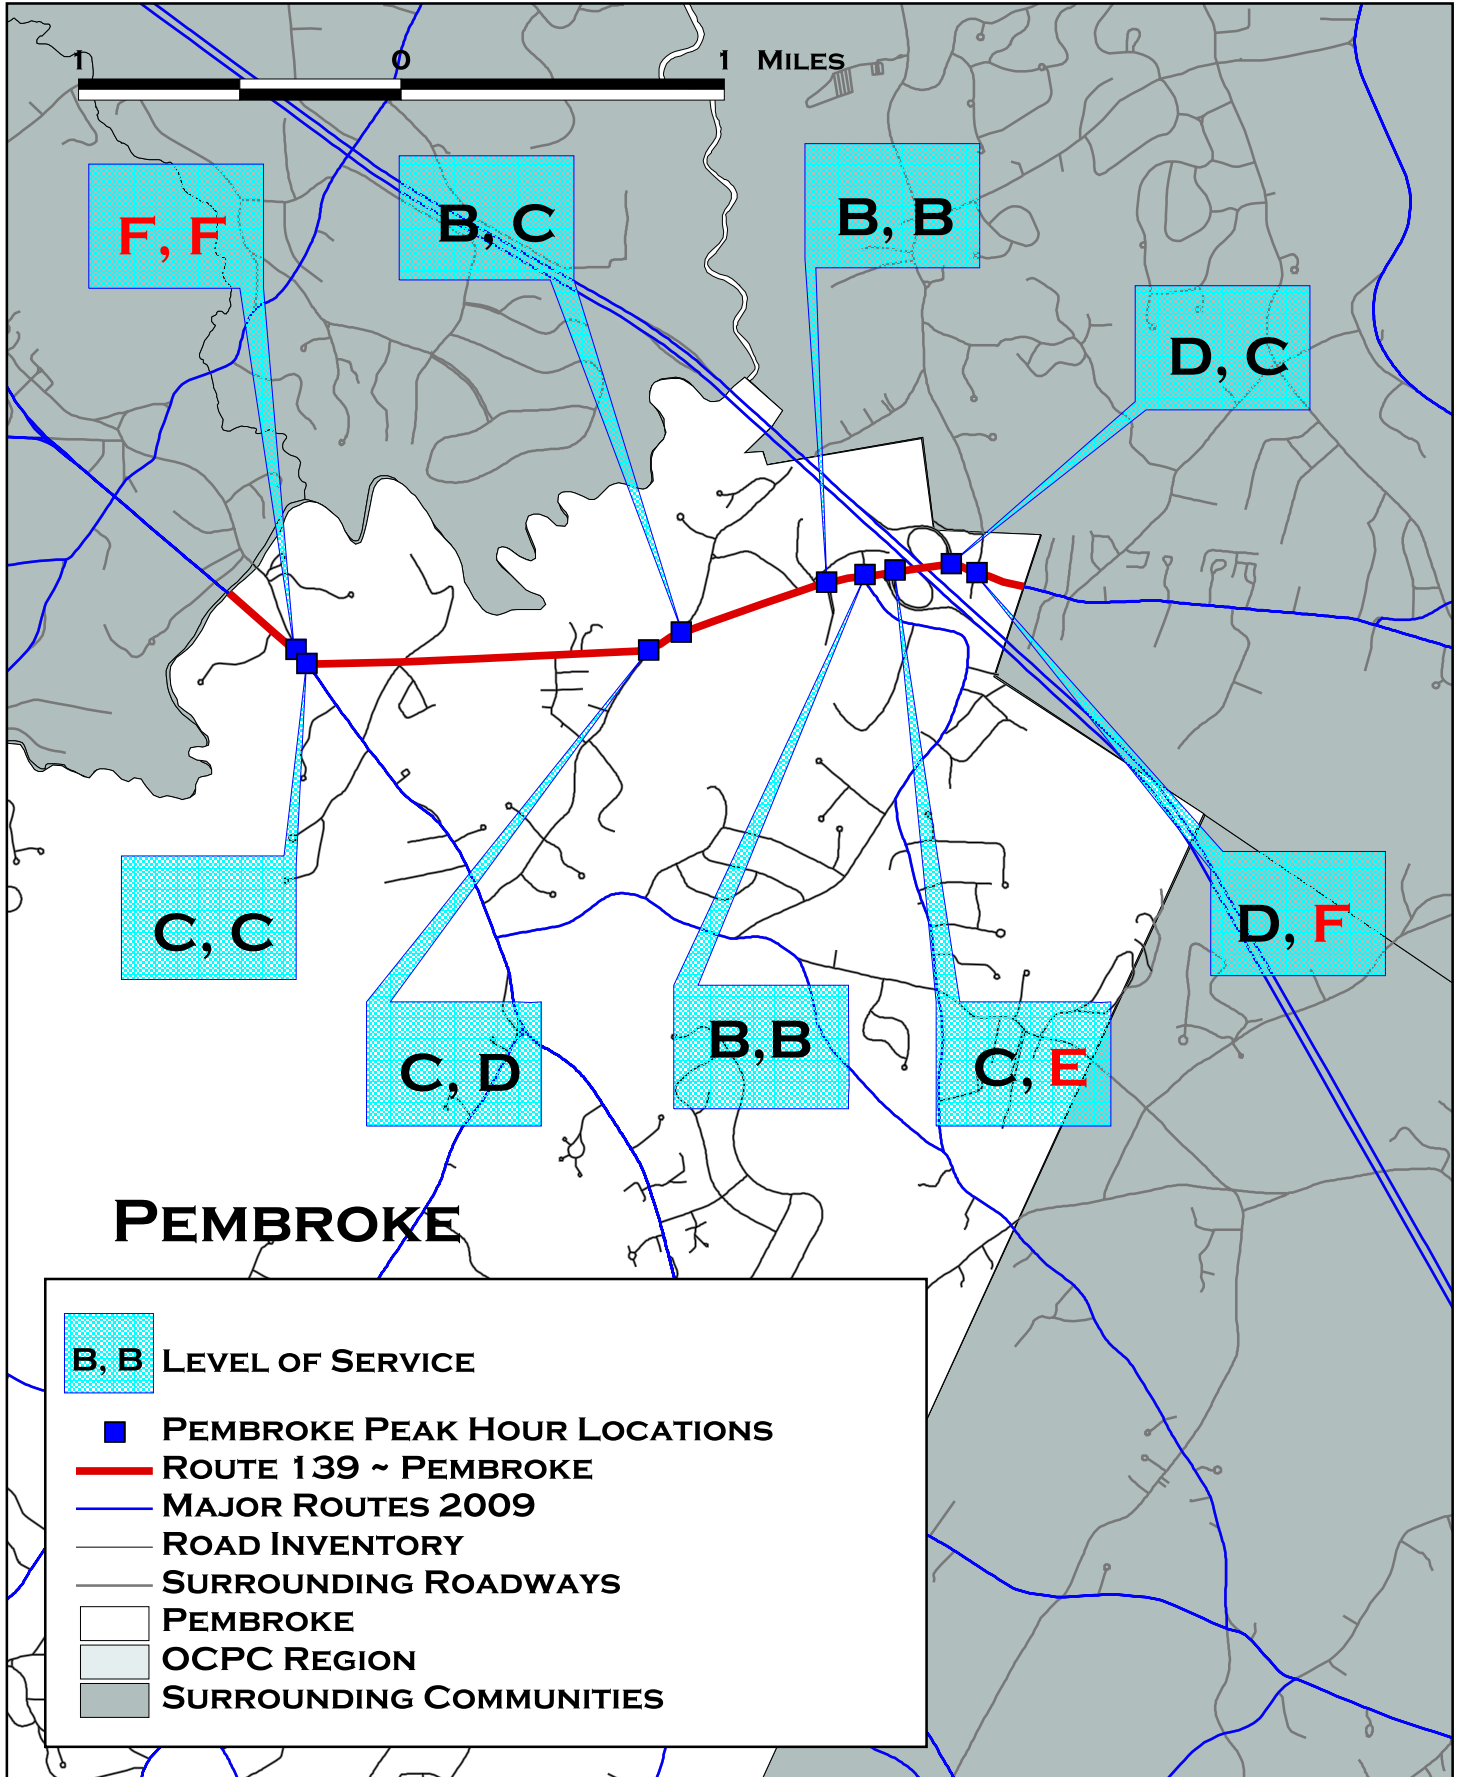 1 0 1 Miles
F, F
B, C
B, B
D, C
C, C
C, D
B,B
C, E
D, F
Pembroke
B, B Level of Service
Pembroke Peak Hour Locations
Route 139 ~ Pembroke
Major Routes 2009
Road Inventory
Surrounding Roadways
Pembroke
OCPC Region
Surrounding Communities